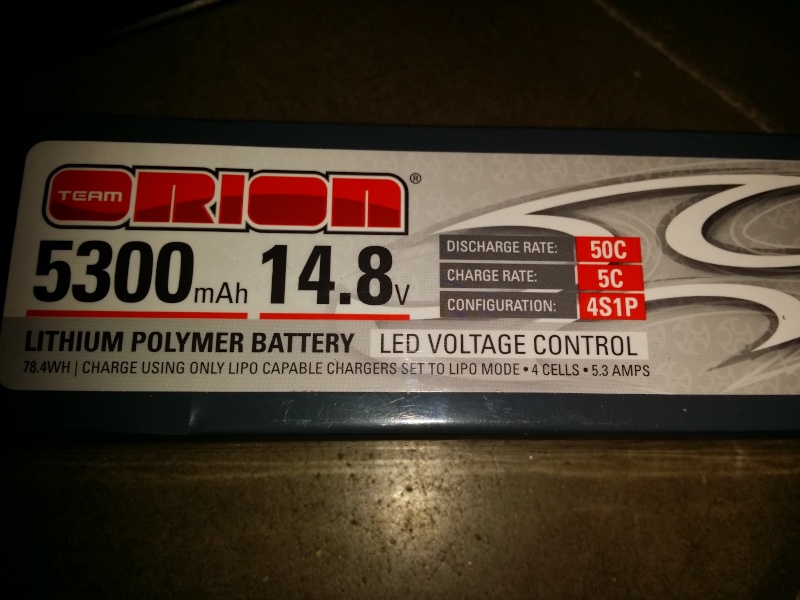 TEAM ORION®
5300mAh 14.8V
DISCHARGE RATE: 50C
CHARGE RATE: 5C
CONFIGURATION: 4S1P
LITHIUM POLYMER BATTERY LED VOLTAGE CONTROL
78.4WH | CHARGE USING ONLY LIPO CAPABLE CHARGERS SET TO LIPO MODE • 4 CELLS • 5.3 AMPS